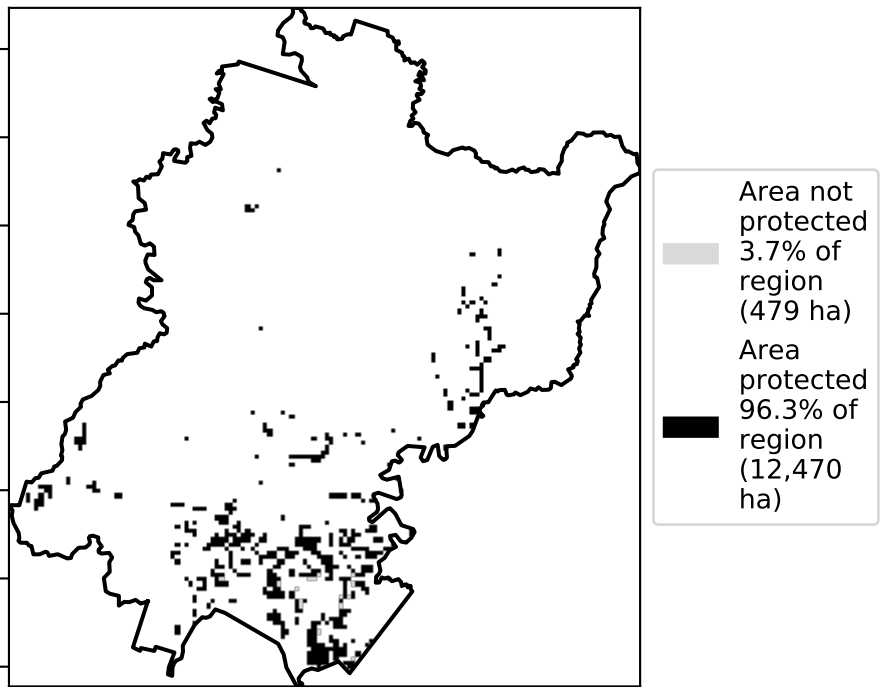 Area not
protected
3.7% of
region
(479 ha)
Area
protected
96.3% of
region
(12,470
ha)